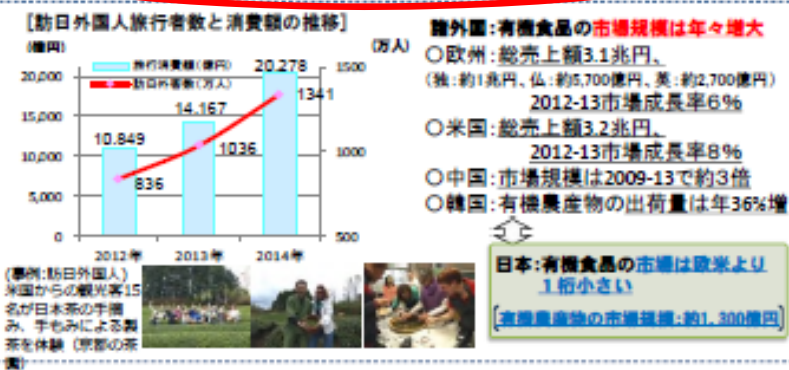 [訪日外国人旅行者数と消費額の推移]
(億円)
(万人)
旅行消費額(億円)
訪日外客数(万人)
20,000
15,000
10,000
5,000
0
1500
1000
500
10,849
14,167
20,278
836
1036
1341
2012年
2013年
2014年
(事例:訪日外国人)
米国からの観光客15
名が日本茶の手摘
み、手もみによる製
茶を体験(京都の茶
園)
諸外国:有機食品の市場規模は年々増大
○欧州:総売上額3.1兆円、
(独:約1兆円、仏:約5,700億円、英:約2,700億円)
2012-13市場成長率6%
○米国:総売上額3.2兆円、
2012-13市場成長率8%
○中国:市場規模は2009-13で約3倍
○韓国:有機農産物の出荷量は年36%増
日本:有機食品の市場は欧米より
1桁小さい
[有機農産物の市場規模:約1,300億円]